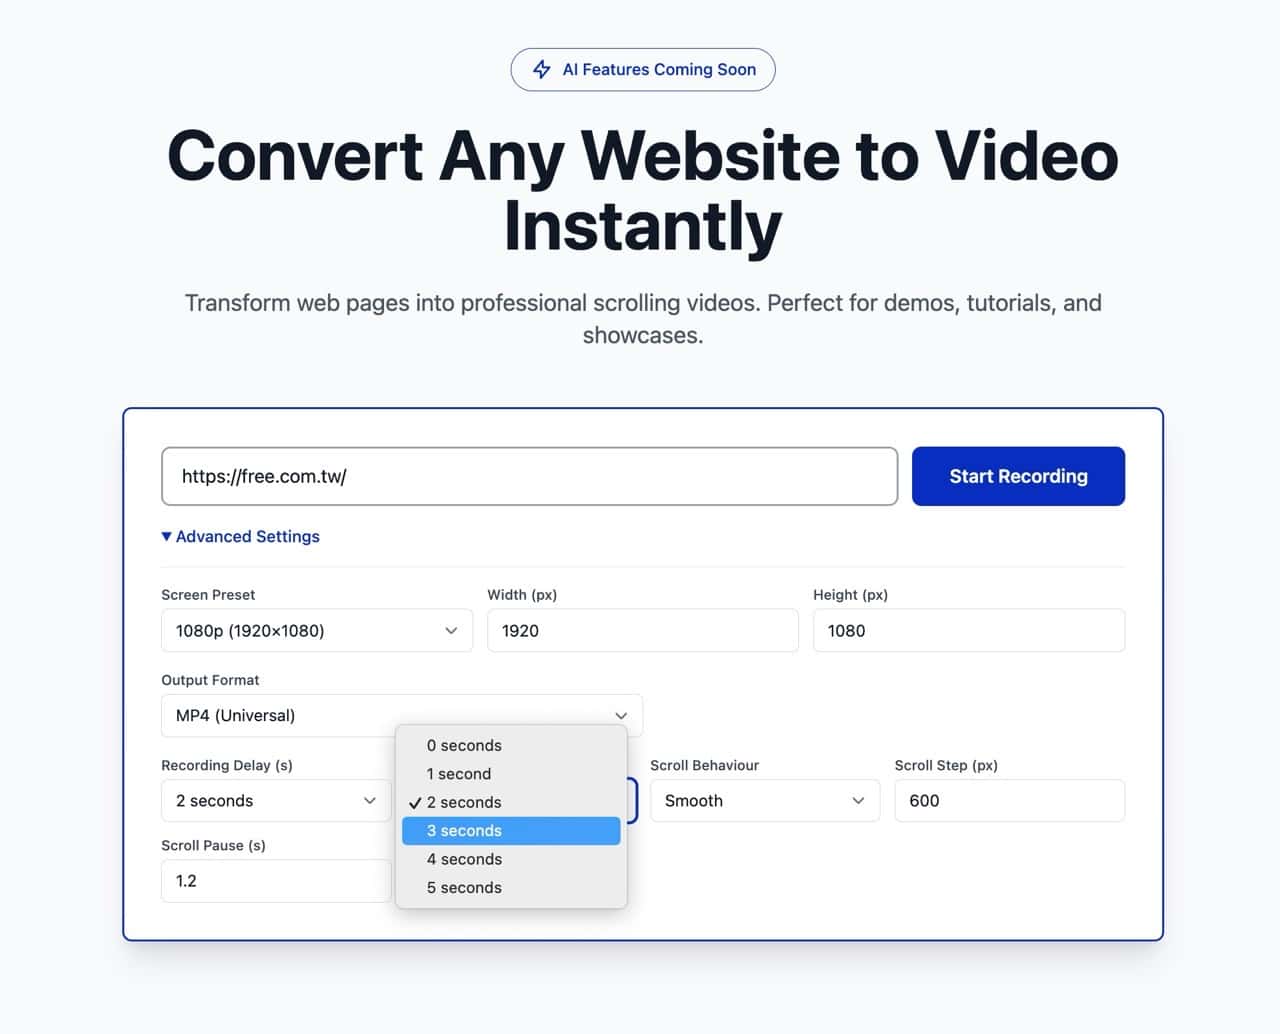 AI Features Coming Soon
Convert Any Website to Video
Instantly
Transform web pages into professional scrolling videos. Perfect for demos, tutorials, and
showcases.
https://free.com.tw/
Start Recording
▼ Advanced Settings
Screen Preset
Width (px)
Height (px)
1080p (1920×1080)
1920
1080
Output Format
MP4 (Universal)
Recording Delay (s)
Scroll Behaviour
Scroll Step (px)
2 seconds
Smooth
600
0 seconds
1 second
✓ 2 seconds
3 seconds
4 seconds
5 seconds
Scroll Pause (s)
1.2